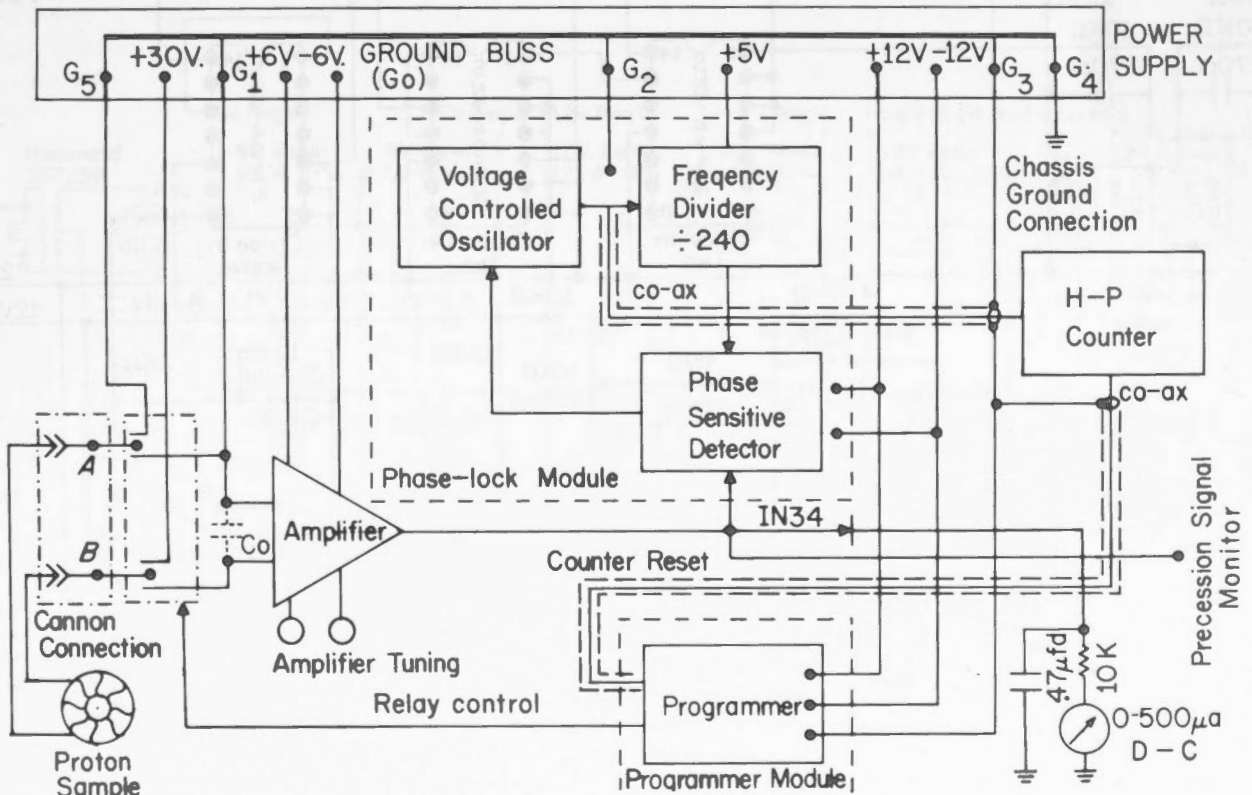 +30V. +6V -6V. GROUND BUSS +5V +12V -12V POWER
G5 G1 (Go) G2 G3 G4 SUPPLY
Voltage
Controlled
Oscillator
Freqency
Divider
÷240
Chassis
Ground
Connection
co-ax
H-P
Counter
Phase
Sensitive
Detector
co-ax
A
Phase-lock Module
Amplifier
Co
IN34
B
Counter Reset
Precession Signal
Monitor
Cannon
Connection
Amplifier Tuning
Relay control
Programmer
.47μfd
10K
0-500μa
D-C
Proton
Sample
Programmer Module